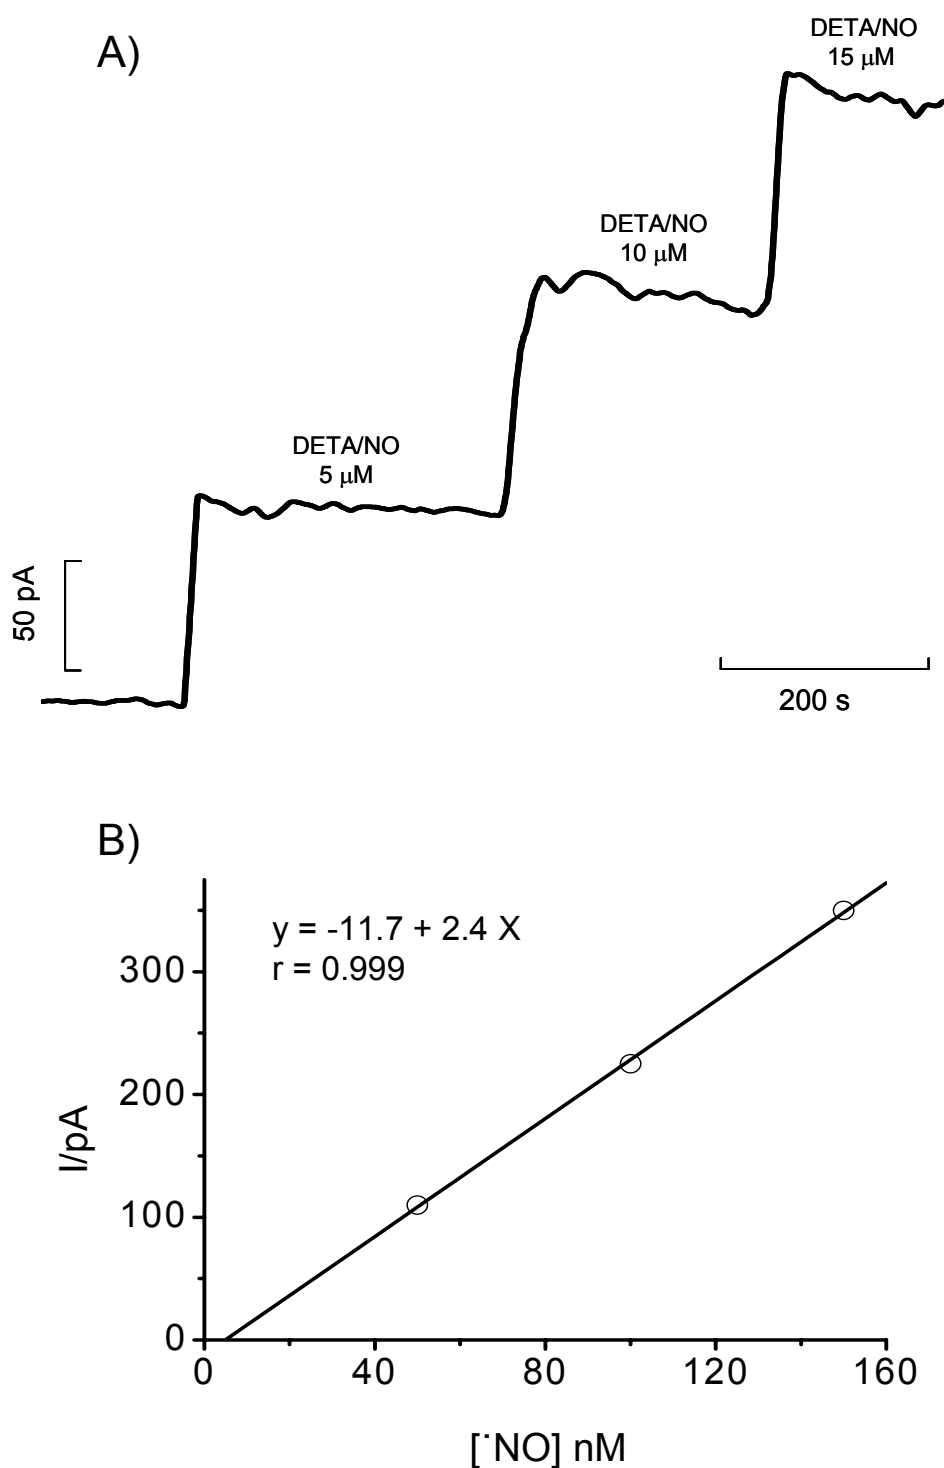 A)
DETA/NO
15 μM
DETA/NO
10 μM
DETA/NO
5 μM
50 pA
200 s
B)
y = -11.7 + 2.4 X
r = 0.999
300
200
100
0
I/pA
0 40 80 120 160
[˙NO] nM